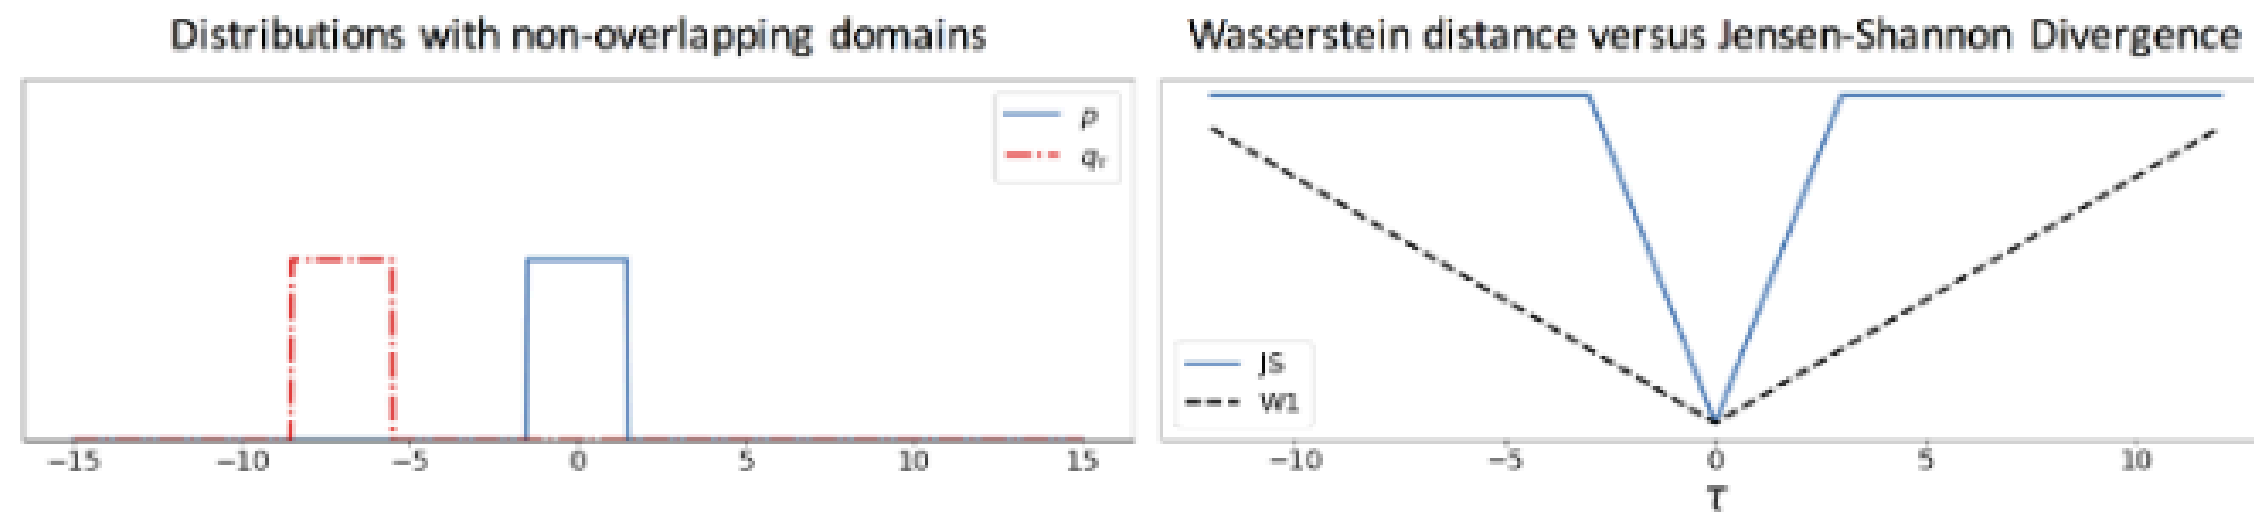 Distributions with non-overlapping domains
p
qτ
−15 −10 −5 0 5 10 15
Wasserstein distance versus Jensen-Shannon Divergence
JS
W1
−10 −5 0 5 10
τ